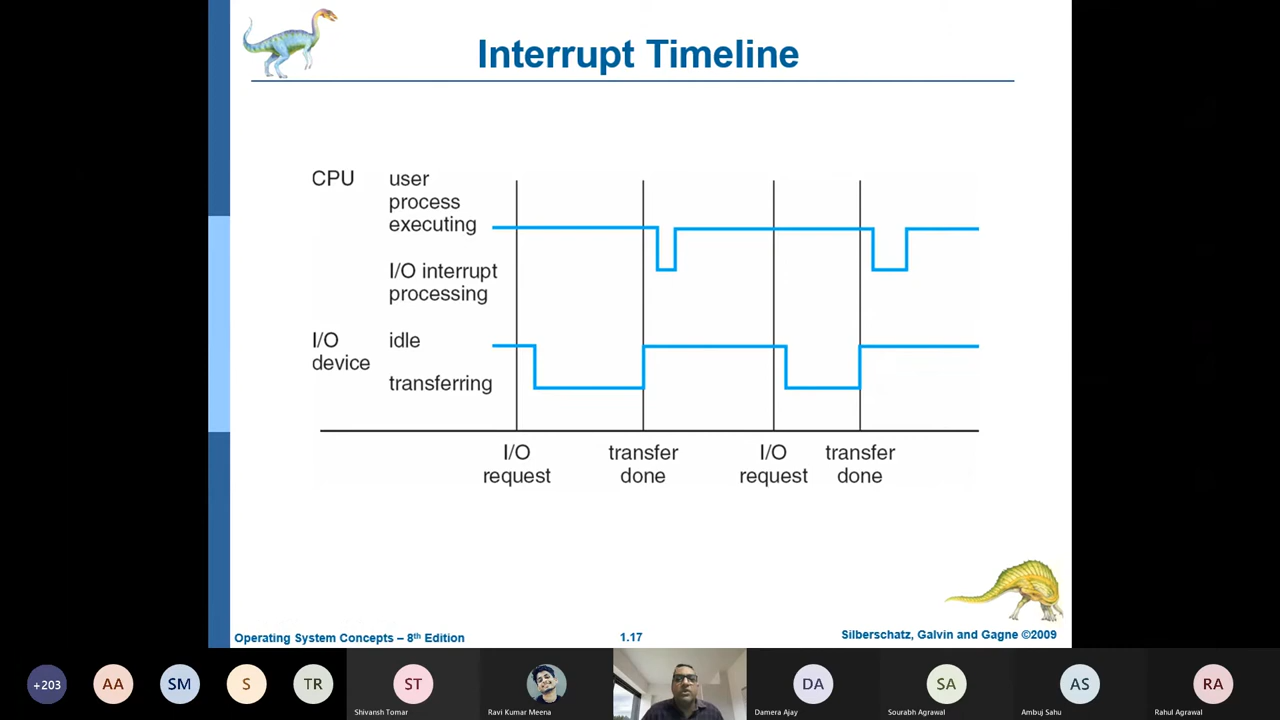 Interrupt Timeline
CPU
user
process
executing
I/O interrupt
processing
I/O
device
idle
transferring
I/O
request
transfer
done
I/O
request
transfer
done
Operating System Concepts – 8th Edition
1.17
Silberschatz, Galvin and Gagne ©2009
+203
AA
SM
S
TR
ST
Shivansh Tomar
Ravi Kumar Meena
DA
Damera Ajay
SA
Sourabh Agrawal
AS
Ambuj Sahu
RA
Rahul Agrawal